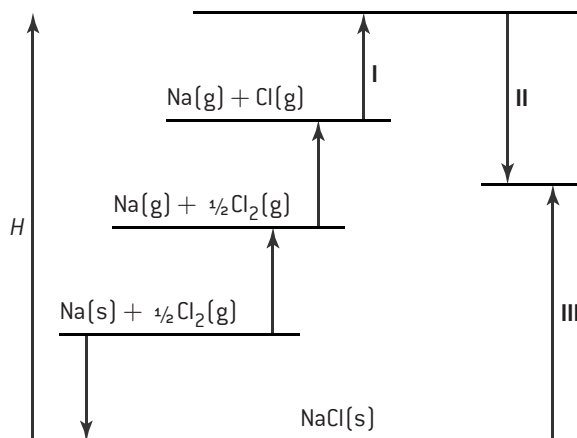 I
Na(g) + Cl(g)
II
Na(g) + ½Cl₂(g)
H
Na(s) + ½Cl₂(g)
III
NaCl(s)